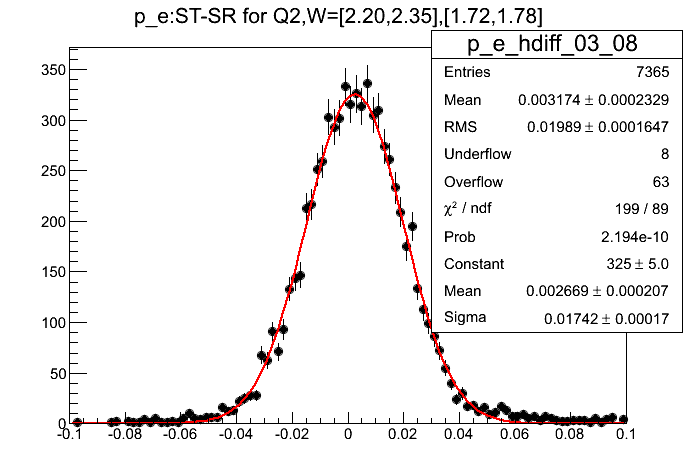 p_e:ST-SR for Q2,W=[2.20,2.35],[1.72,1.78]
p_e_hdiff_03_08
Entries 7365
Mean 0.003174 ± 0.0002329
RMS 0.01989 ± 0.0001647
Underflow 8
Overflow 63
χ² / ndf 199 / 89
Prob 2.194e-10
Constant 325 ± 5.0
Mean 0.002669 ± 0.000207
Sigma 0.01742 ± 0.00017
350
300
250
200
150
100
50
0
-0.1 -0.08 -0.06 -0.04 -0.02 0 0.02 0.04 0.06 0.08 0.1